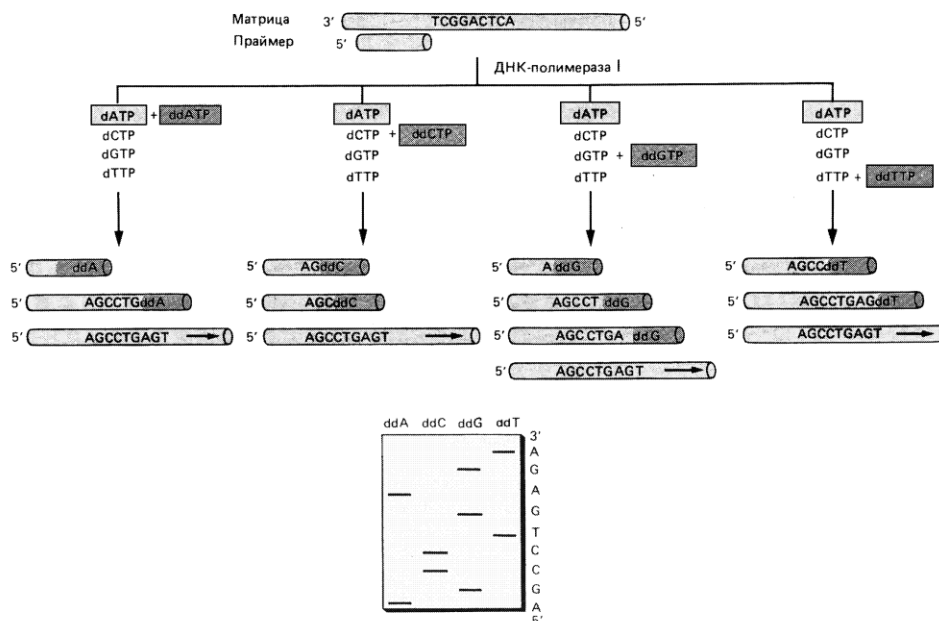 Матрица 3' TCGGACTCA 5'
Праймер 5'
ДНК-полимераза I
dATP + ddATP
dCTP
dGTP
dTTP
dATP
dCTP + ddCTP
dGTP
dTTP
dATP
dCTP
dGTP + ddGTP
dTTP
dATP
dCTP
dGTP
dTTP + ddTTP
5' ddA
5' AGCCTGddA
5' AGCCTGAGT
5' AGddC
5' AGCddC
5' AGCCTGAGT
5' AddG
5' AGCCT ddG
5' AGCCTGA ddG
5' AGCCTGAGT
5' AGCCddT
5' AGCCTGAGddT
5' AGCCTGAGT
ddA ddC ddG ddT
3'
A
G
A
G
T
C
C
G
A
5'